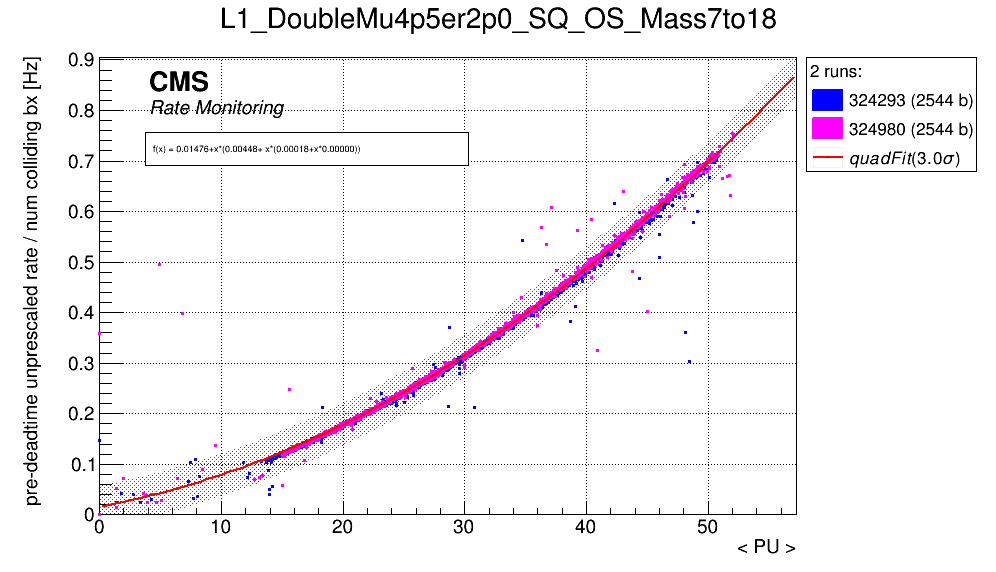 L1_DoubleMu4p5er2p0_SQ_OS_Mass7to18
pre-deadtime unprescaled rate / num colliding bx [Hz]
0.9
0.8
0.7
0.6
0.5
0.4
0.3
0.2
0.1
0
CMS
Rate Monitoring
f(x) = 0.01476+x*(0.00448+ x*(0.00018+x*0.00000))
0 10 20 30 40 50
< PU >
2 runs:
324293 (2544 b)
324980 (2544 b)
quadFit(3.0σ)